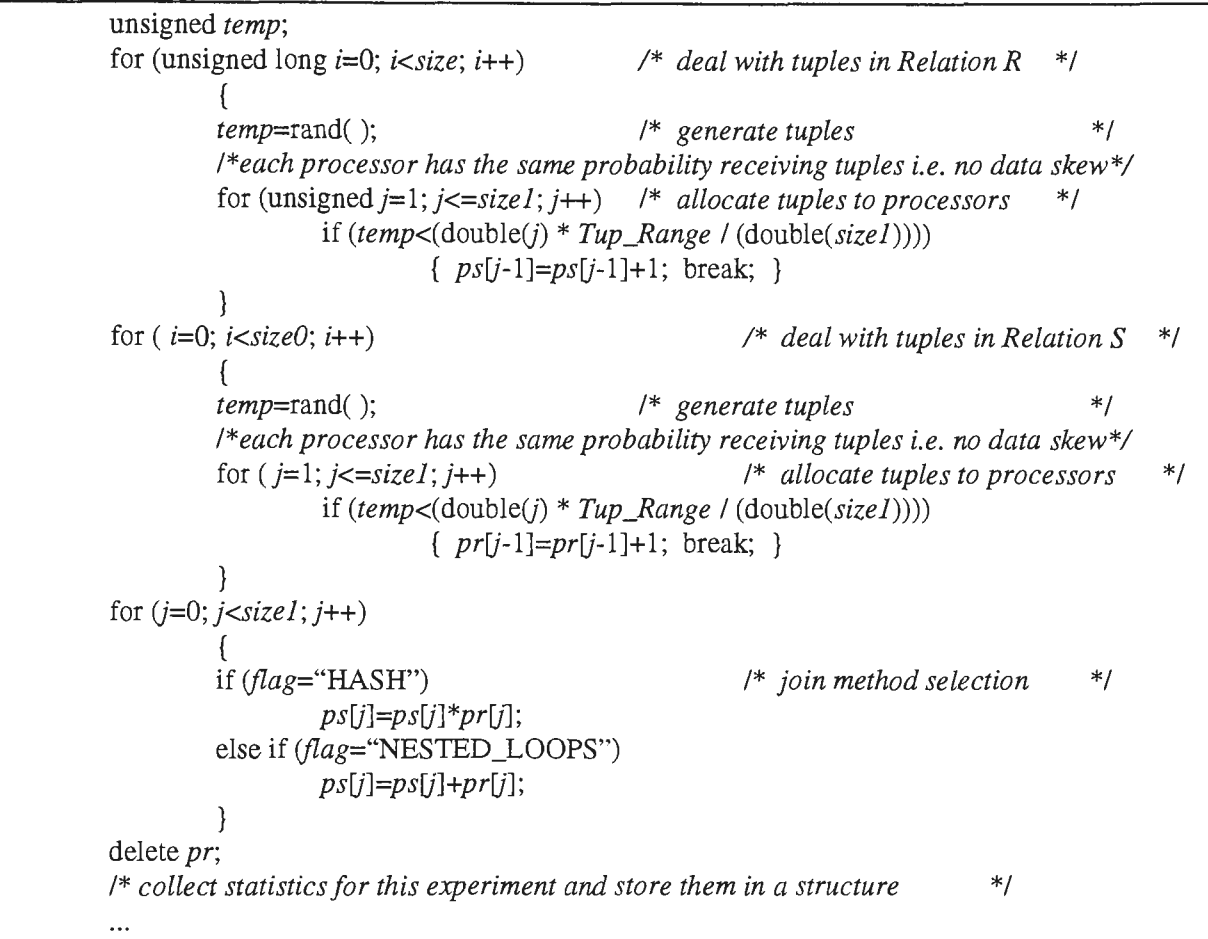 unsigned temp;
for (unsigned long i=0; i<size; i++) /* deal with tuples in Relation R */
{
temp=rand( ); /* generate tuples */
/*each processor has the same probability receiving tuples i.e. no data skew*/
for (unsigned j=1; j<=size1; j++) /* allocate tuples to processors */
if (temp<(double(j) * Tup_Range / (double(size1))))
{ ps[j-1]=ps[j-1]+1; break; }
}
for ( i=0; i<size0; i++) /* deal with tuples in Relation S */
{
temp=rand( ); /* generate tuples */
/*each processor has the same probability receiving tuples i.e. no data skew*/
for ( j=1; j<=size1; j++) /* allocate tuples to processors */
if (temp<(double(j) * Tup_Range / (double(size1))))
{ pr[j-1]=pr[j-1]+1; break; }
}
for (j=0; j<size1; j++)
{
if (flag=“HASH”) /* join method selection */
ps[j]=ps[j]*pr[j];
else if (flag=“NESTED_LOOPS”)
ps[j]=ps[j]+pr[j];
}
delete pr;
/* collect statistics for this experiment and store them in a structure */
...